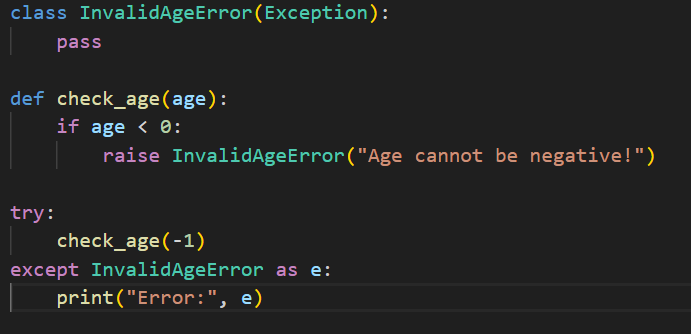 class InvalidAgeError(Exception):
    pass

def check_age(age):
    if age < 0:
        raise InvalidAgeError("Age cannot be negative!")

try:
    check_age(-1)
except InvalidAgeError as e:
    print("Error:", e)